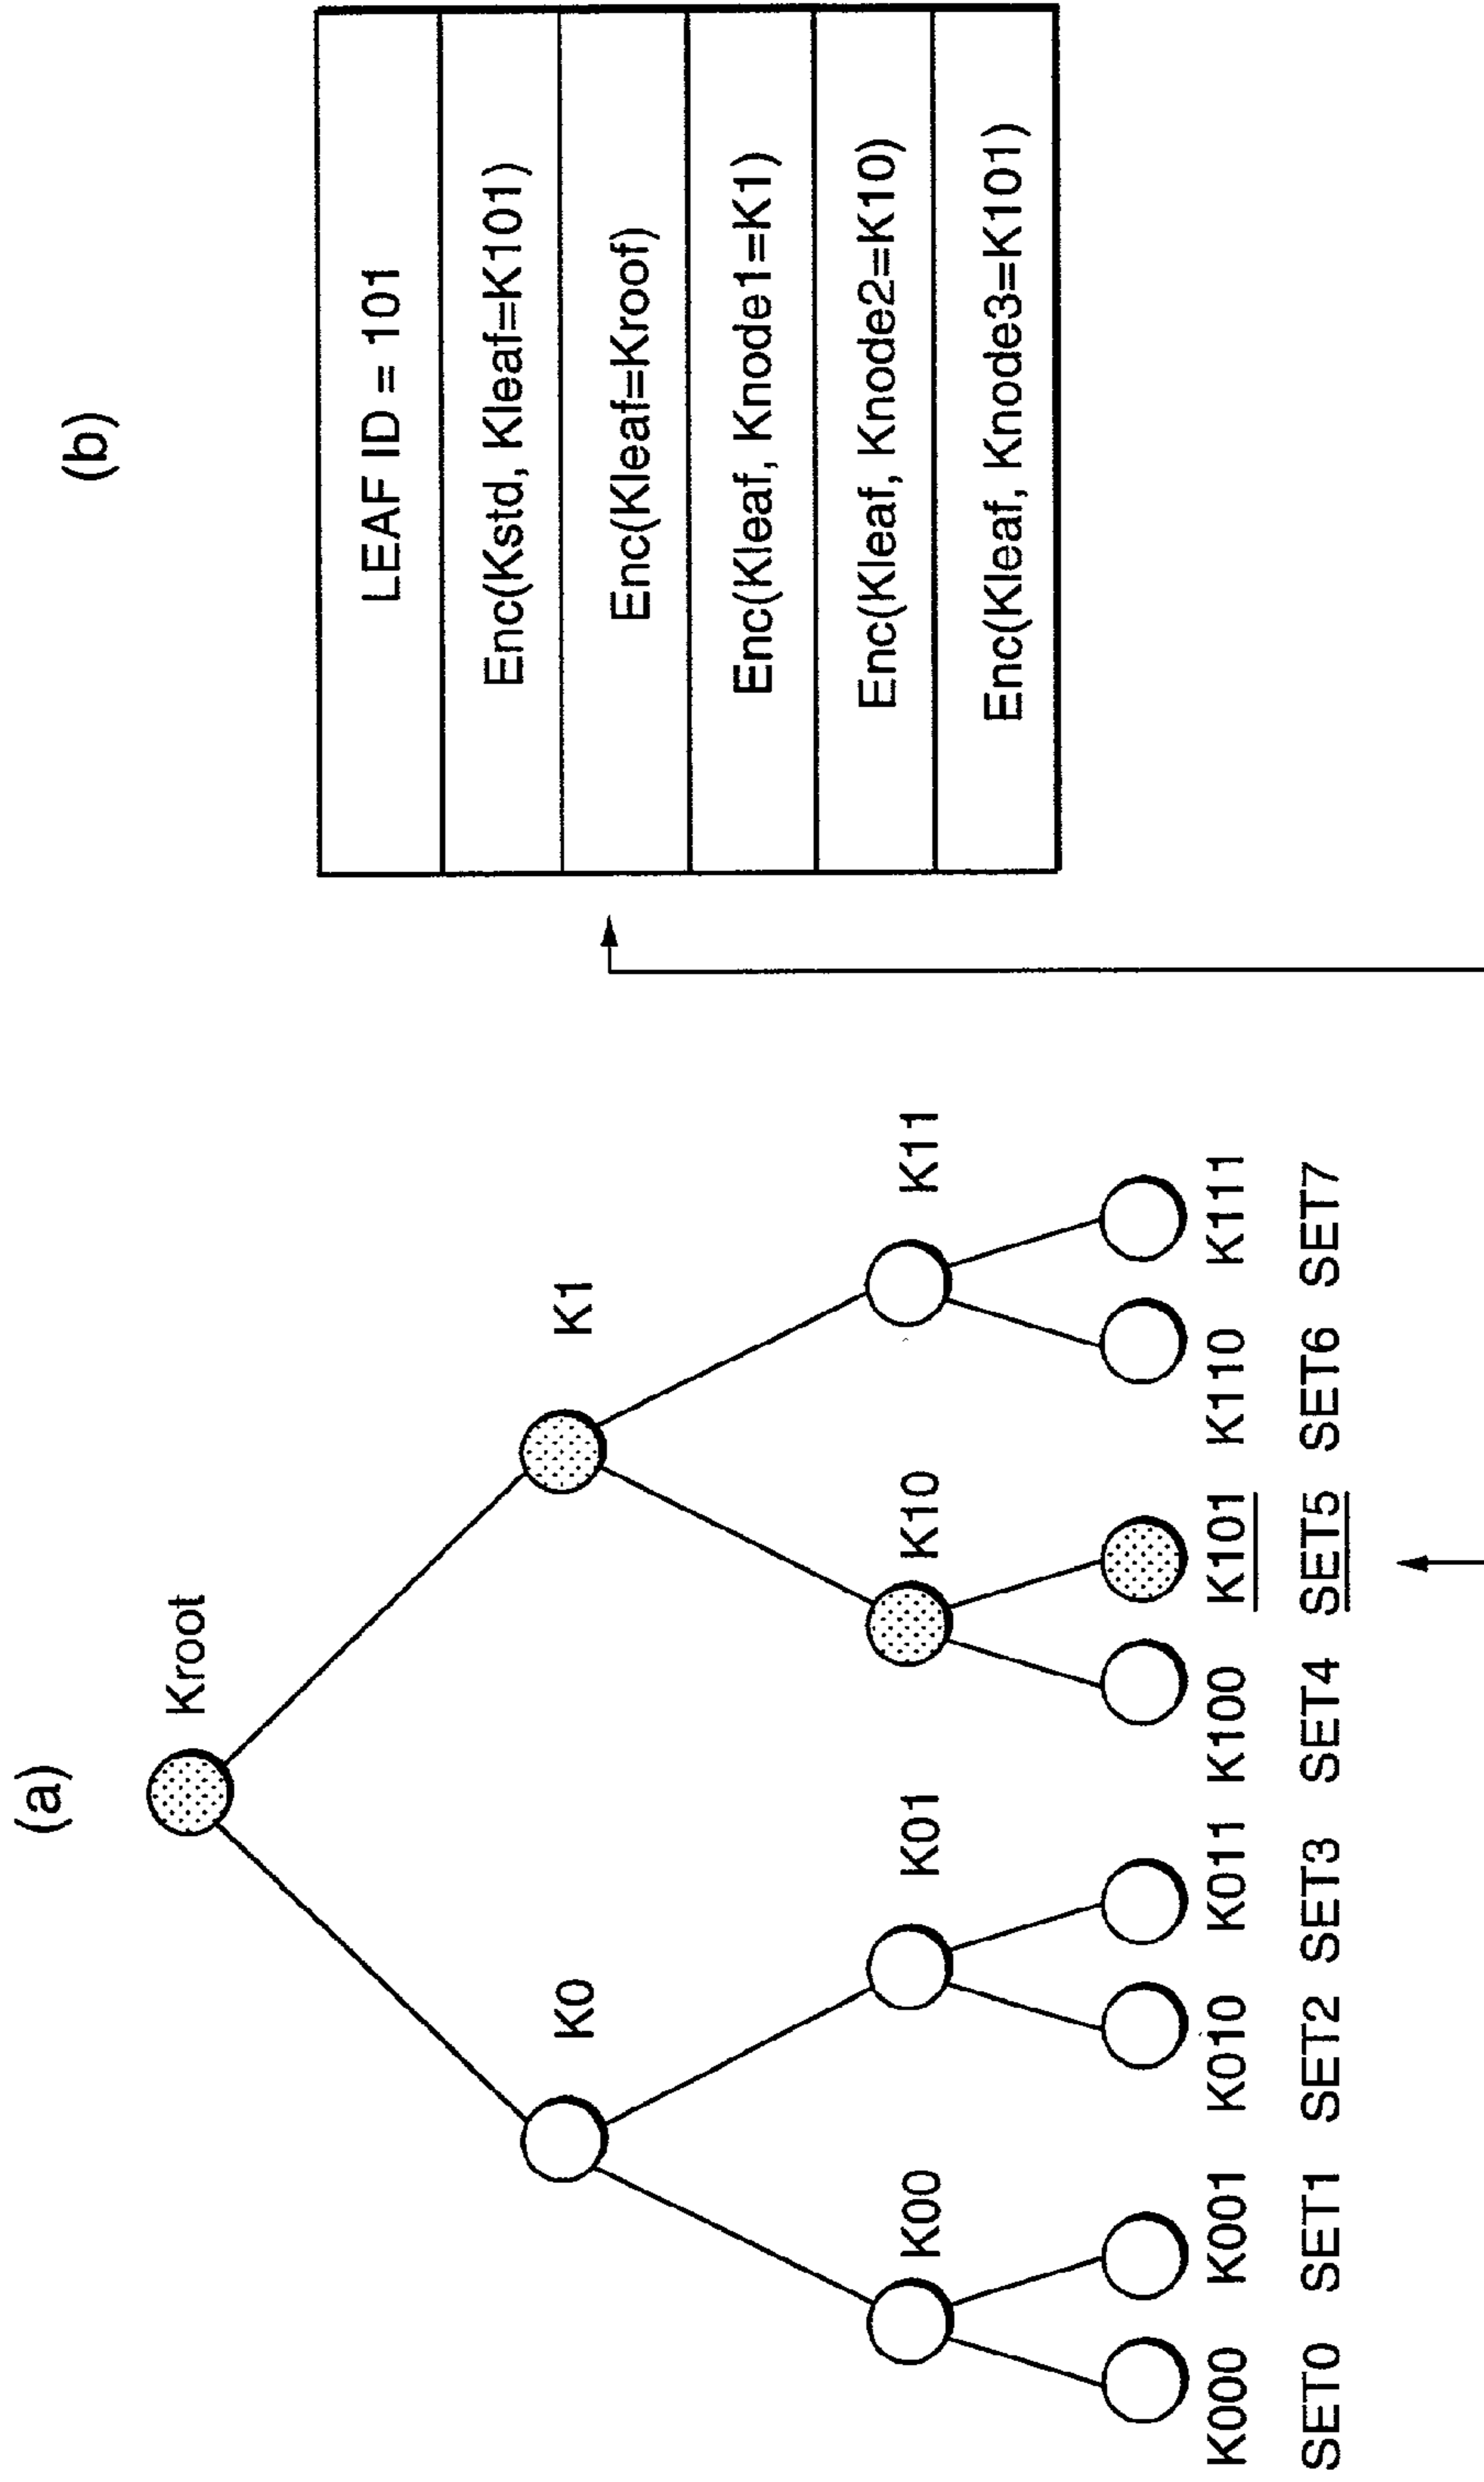 (a)
Kroot
K0
K1
K00
K01
K10
K11
K000 K001 K010 K011 K100 K101 K110 K111
SET0 SET1 SET2 SET3 SET4 SET5 SET6 SET7
(b)
LEAF ID = 101
Enc(Kstd, Kleaf=K101)
Enc(Kleaf=Kroof)
Enc(Kleaf, Knode1=K1)
Enc(Kleaf, Knode2=K10)
Enc(Kleaf, Knode3=K101)